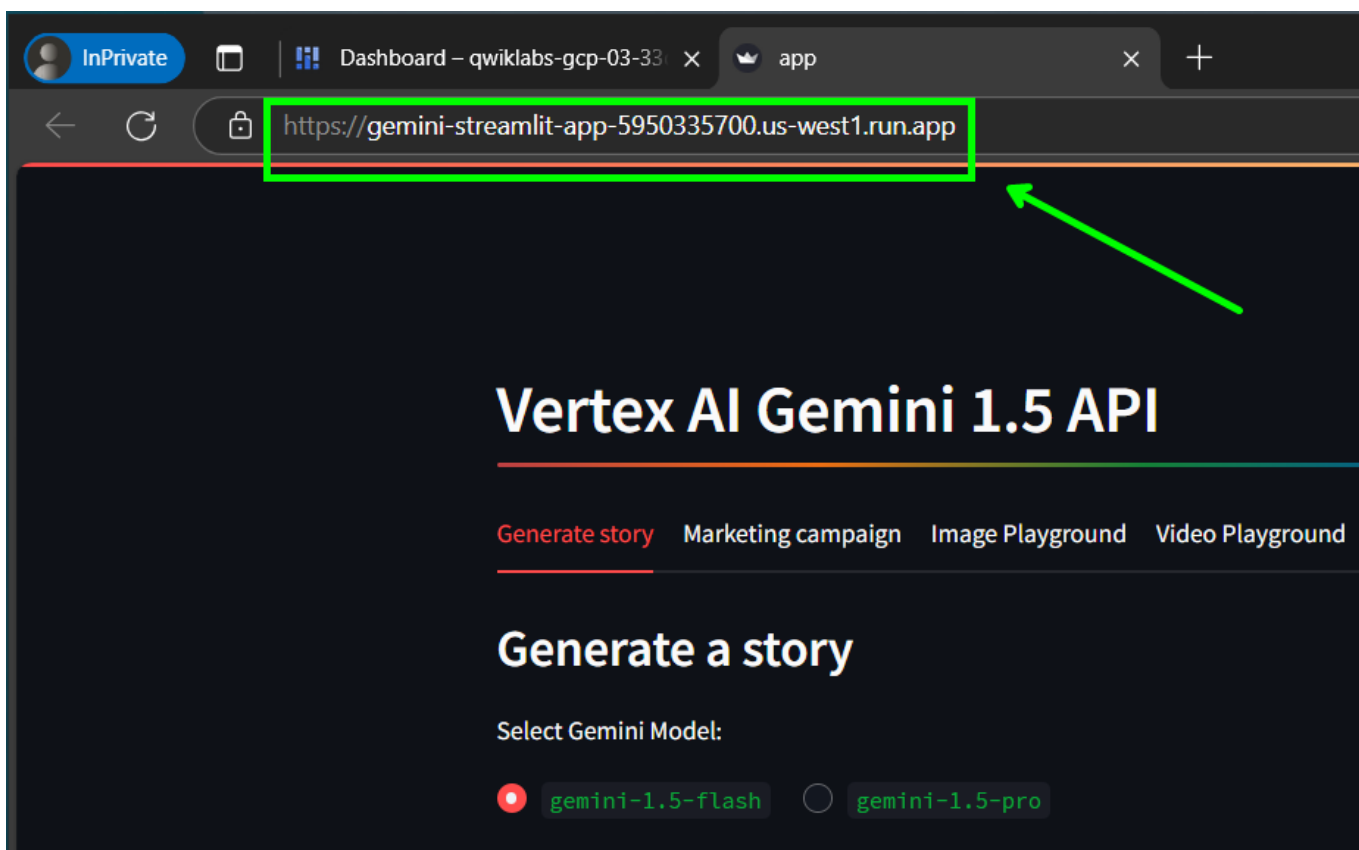 InPrivate
Dashboard – qwiklabs-gcp-03-33
app
https://gemini-streamlit-app-5950335700.us-west1.run.app
Vertex AI Gemini 1.5 API
Generate story Marketing campaign Image Playground Video Playground
Generate a story
Select Gemini Model:
gemini-1.5-flash gemini-1.5-pro